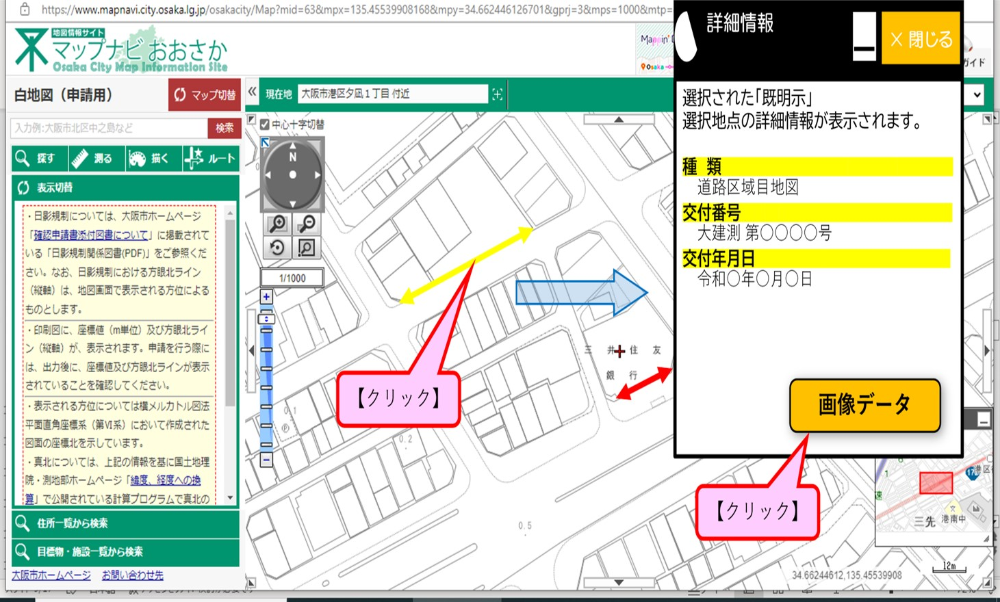 https://www.mapnavi.city.osaka.lg.jp/osakacity/Map?mid=63&mpx=135.45539908168&mpy=34.662446126701&gprj=3&mps=1000&mtp=
地図情報サイト
マップナビおおさか
Osaka City Map Information Site
Mappin'
Osaka
ガイド
白地図（申請用）
マップ切替
現在地
大阪市港区夕凪１丁目 付近
入力例:大阪市北区中之島など
検索
探す
測る
描く
ルート
表示切替
・日影規制については、大阪市ホームページ
「確認申請書添付図書について」に掲載されて
いる「日影規制関係図書(PDF)」をご参照くだ
さい。なお、日影規制における方眼北ライン
（縦軸）は、地図画面で表示される方位による
ものとします。
・印刷図に、座標値（m単位）及び方眼北ライ
ン（縦軸）が、表示されます。申請を行う際に
は、出力後に、座標値及び方眼北ラインが表示
されていることを確認してください。
・表示される方位については横メルカトル図法
平面直角座標系（第VI系）において作成された
図面の座標北を示しています。
・真北については、上記の情報を基に国土地理
院・測地部ホームページ「緯度、経度への換
算」で公開されている計算プログラムで真北の
住所一覧から検索
目標物・施設一覧から検索
大阪市ホームページ
お問い合わせ先
中心十字切替
N
1/1000
+
−
【クリック】
三井住友
銀行
0.1
P
0.2
0.5
詳細情報
× 閉じる
選択された｢既明示｣
選択地点の詳細情報が表示されます。
種 類
道路区域目地図
交付番号
大建測 第〇〇〇〇号
交付年月日
令和〇年〇月〇日
画像データ
【クリック】
1
6
速
17
港区
文
三先
港南中
12m
34.66244612,135.45539908